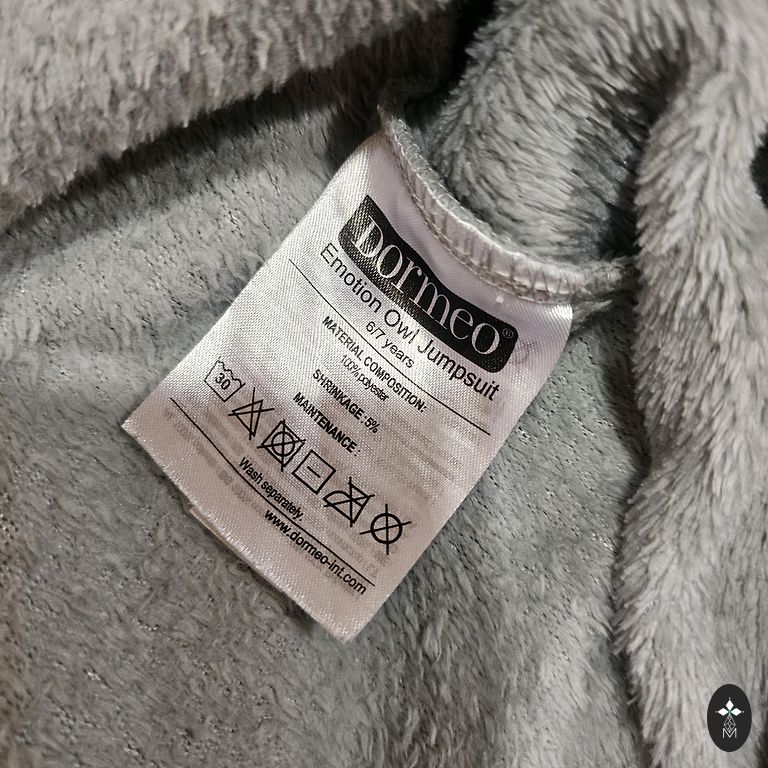 Dormeo®
Emotion Owl Jumpsuit
6/7 years
MATERIAL COMPOSITION:
100% polyester
SHRINKAGE: 5%
MAINTENANCE :
30
Wash separately.
www.dormeo-int.com
M